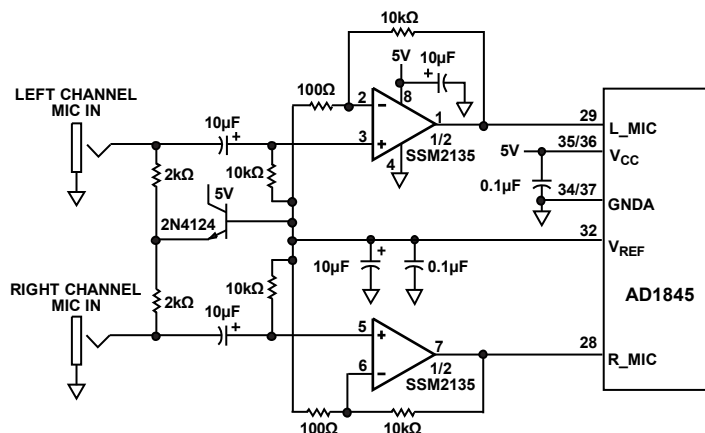 10kΩ
5V
10µF
+
100Ω
LEFT CHANNEL
MIC IN
2
–
8
10µF
+
3
+
1
1/2
SSM2135
4
29
L_MIC
5V
35/36
VCC
0.1µF
34/37
GNDA
2kΩ
10kΩ
5V
2N4124
32
VREF
10µF
+
0.1µF
AD1845
RIGHT CHANNEL
MIC IN
2kΩ
10kΩ
10µF
+
5
+
7
6
–
1/2
SSM2135
28
R_MIC
100Ω
10kΩ